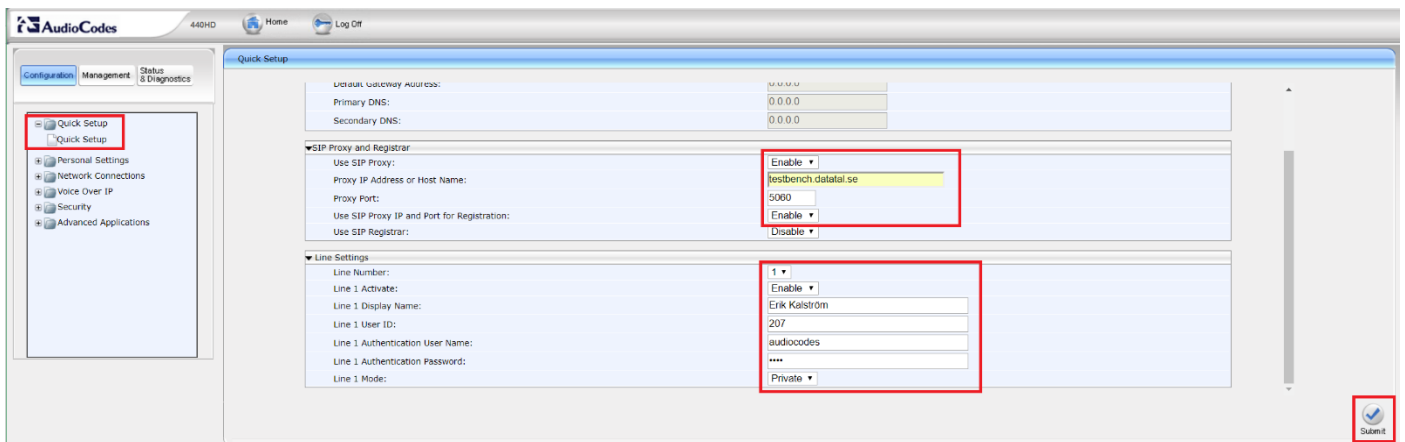 AudioCodes
440HD
Home
Log Off
Configuration
Management
Status & Diagnostics
Quick Setup
Quick Setup
Personal Settings
Network Connections
Voice Over IP
Security
Advanced Applications
Quick Setup
Default Gateway Address: 0.0.0.0
Primary DNS: 0.0.0.0
Secondary DNS: 0.0.0.0
SIP Proxy and Registrar
Use SIP Proxy: Enable
Proxy IP Address or Host Name: testbench.datatal.se
Proxy Port: 5060
Use SIP Proxy IP and Port for Registration: Enable
Use SIP Registrar: Disable
Line Settings
Line Number: 1
Line 1 Activate: Enable
Line 1 Display Name: Erik Kalström
Line 1 User ID: 207
Line 1 Authentication User Name: audiocodes
Line 1 Authentication Password: ••••
Line 1 Mode: Private
Submit